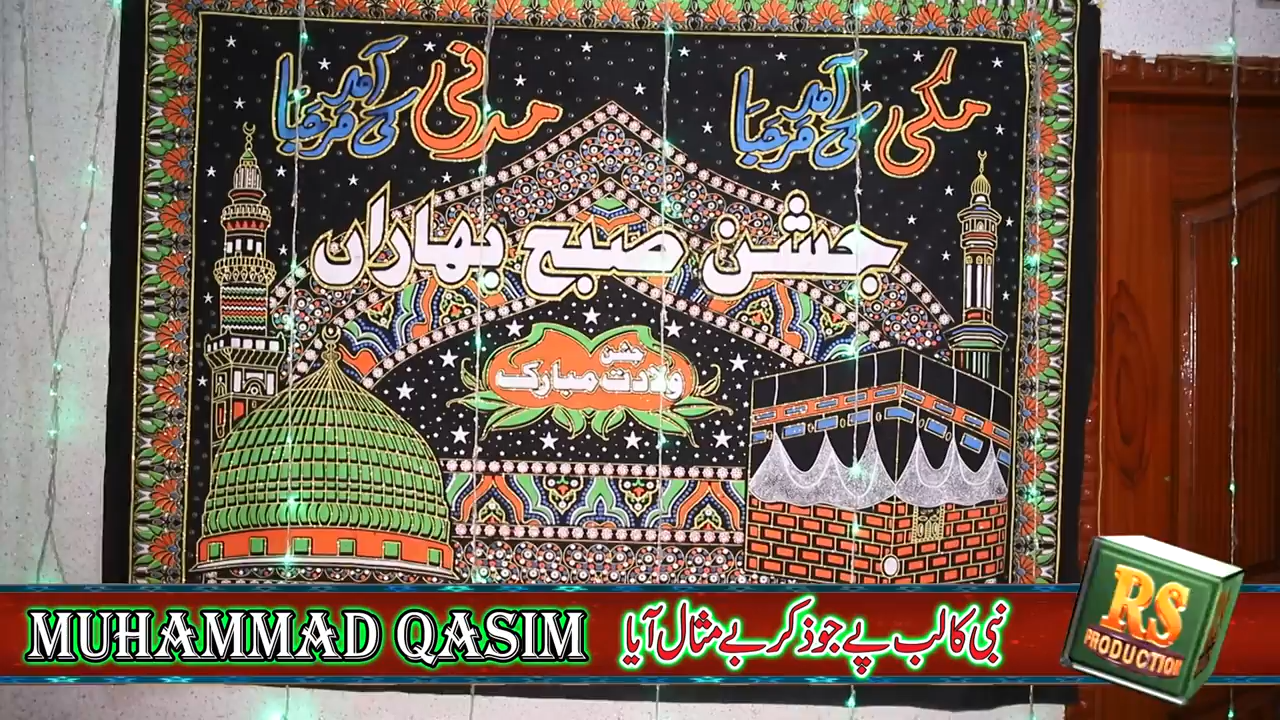 مکی آمد کی مرحبا
مدنی آمد کی مرحبا
جشن صبح بھاراں
جشن
ولادت مبارک
MUHAMMAD QASIM نبی کا لب پے جو ذکر بے مثال آیا
RS
PRODUCTION